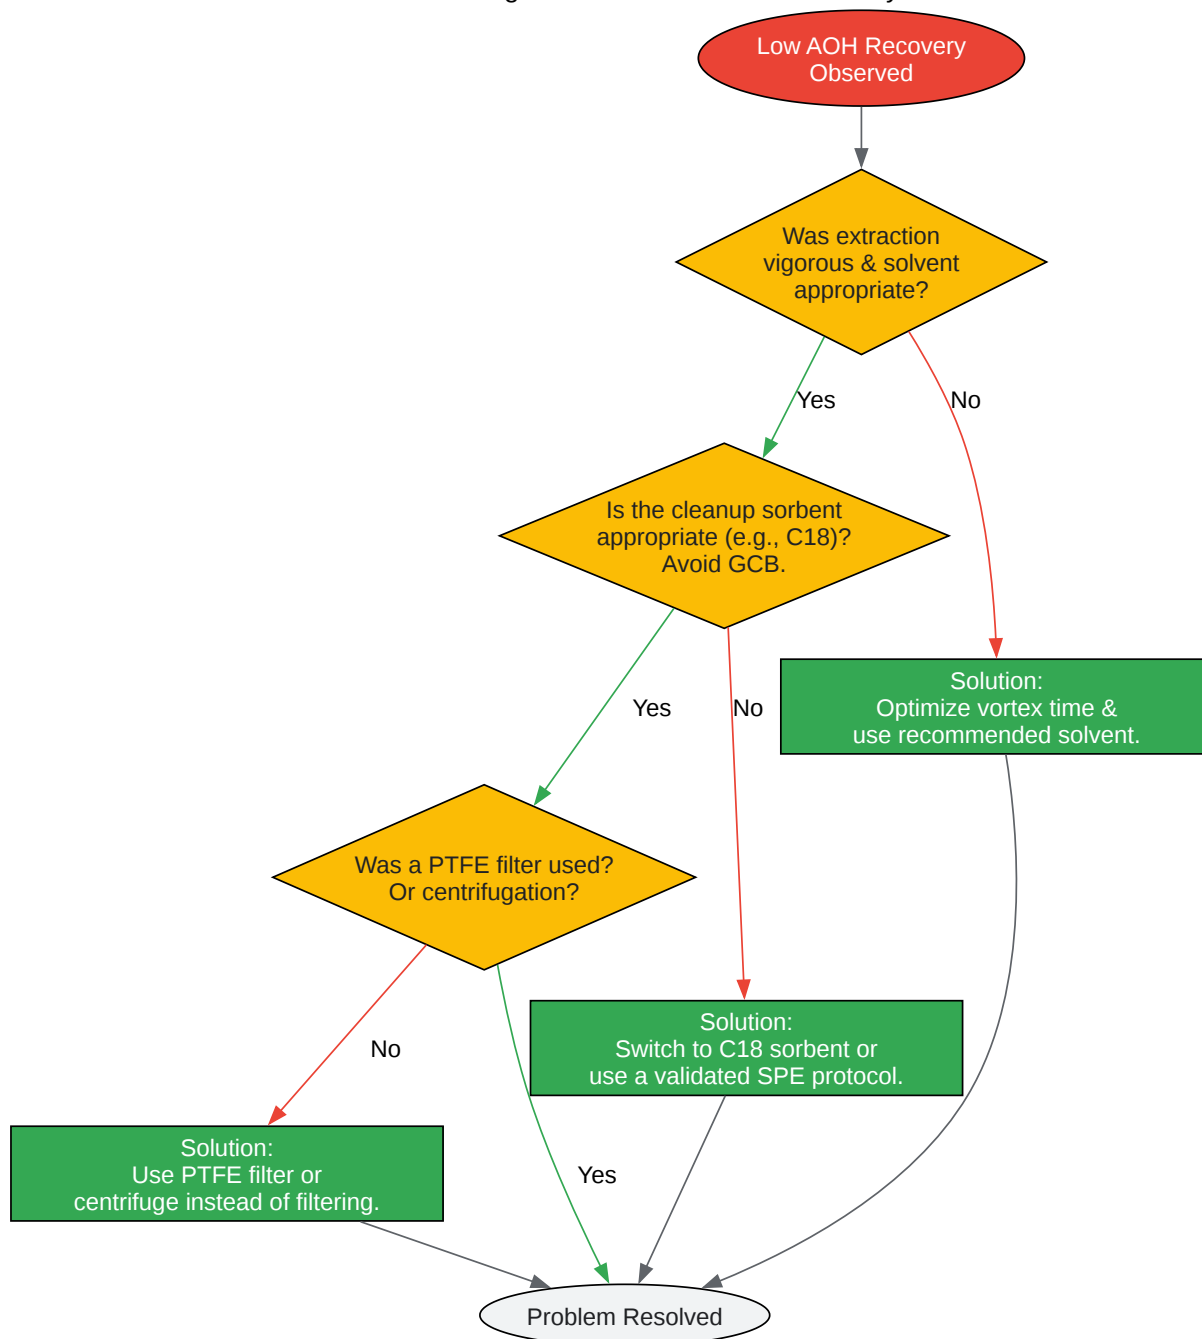 Low AOH Recovery
Observed
Was extraction
vigorous & solvent
appropriate?
Yes
No
Is the cleanup sorbent
appropriate (e.g., C18)?
Avoid GCB.
Yes
No
Solution:
Optimize vortex time &
use recommended solvent.
Was a PTFE filter used?
Or centrifugation?
No
Yes
Solution:
Switch to C18 sorbent or
use a validated SPE protocol.
Solution:
Use PTFE filter or
centrifuge instead of filtering.
Problem Resolved